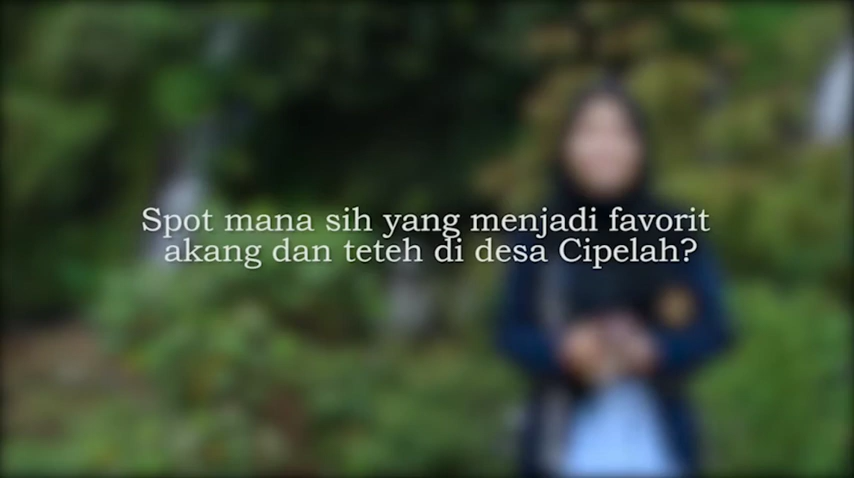 Spot mana sih yang menjadi favorit
akang dan teteh di desa Cipelah?